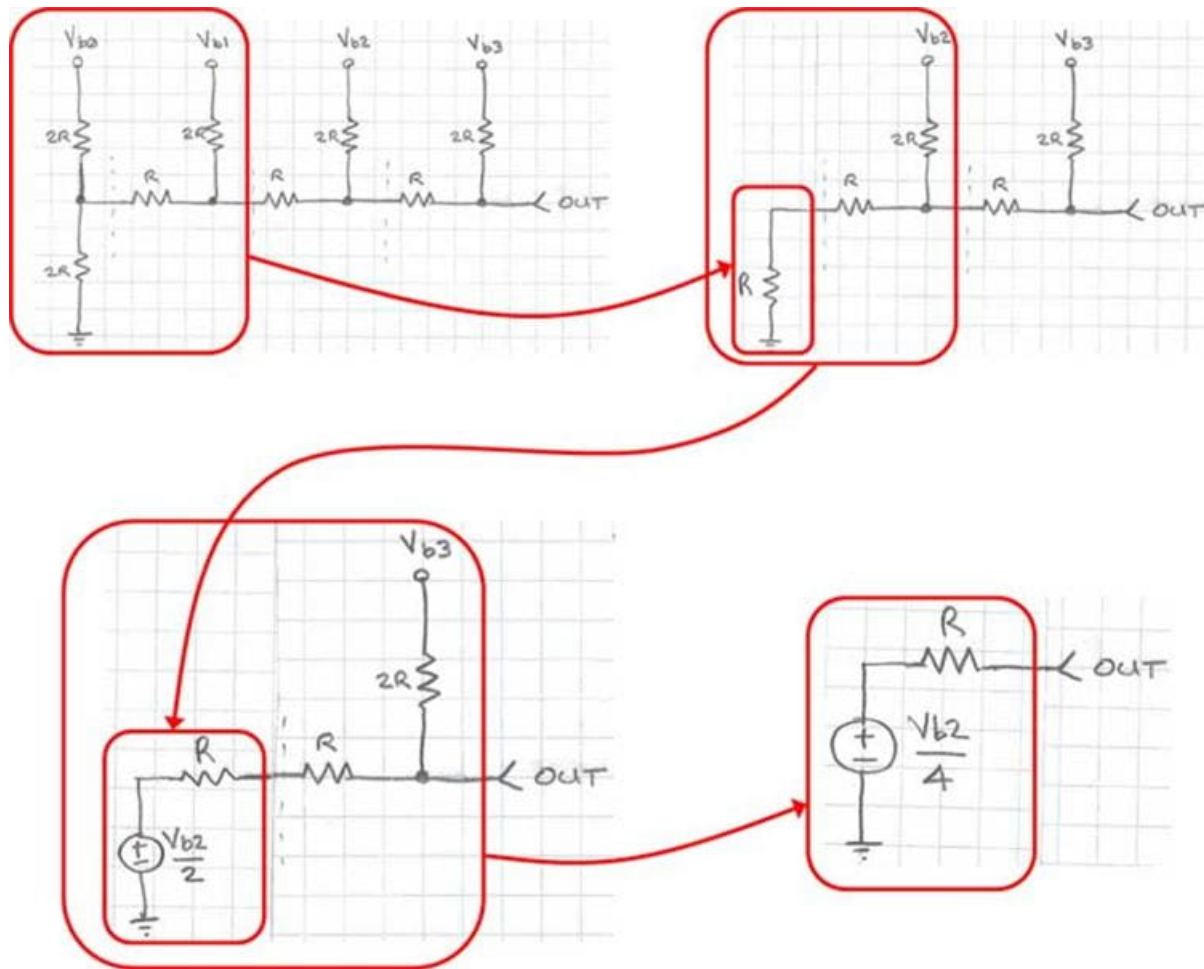 Vb0 Vb1 Vb2 Vb3
2R 2R 2R 2R
R R R
OUT
2R
Vb2 Vb3
2R 2R
R R
OUT
R
Vb3
2R
R R
OUT
Vb2
2
R
OUT
Vb2
4